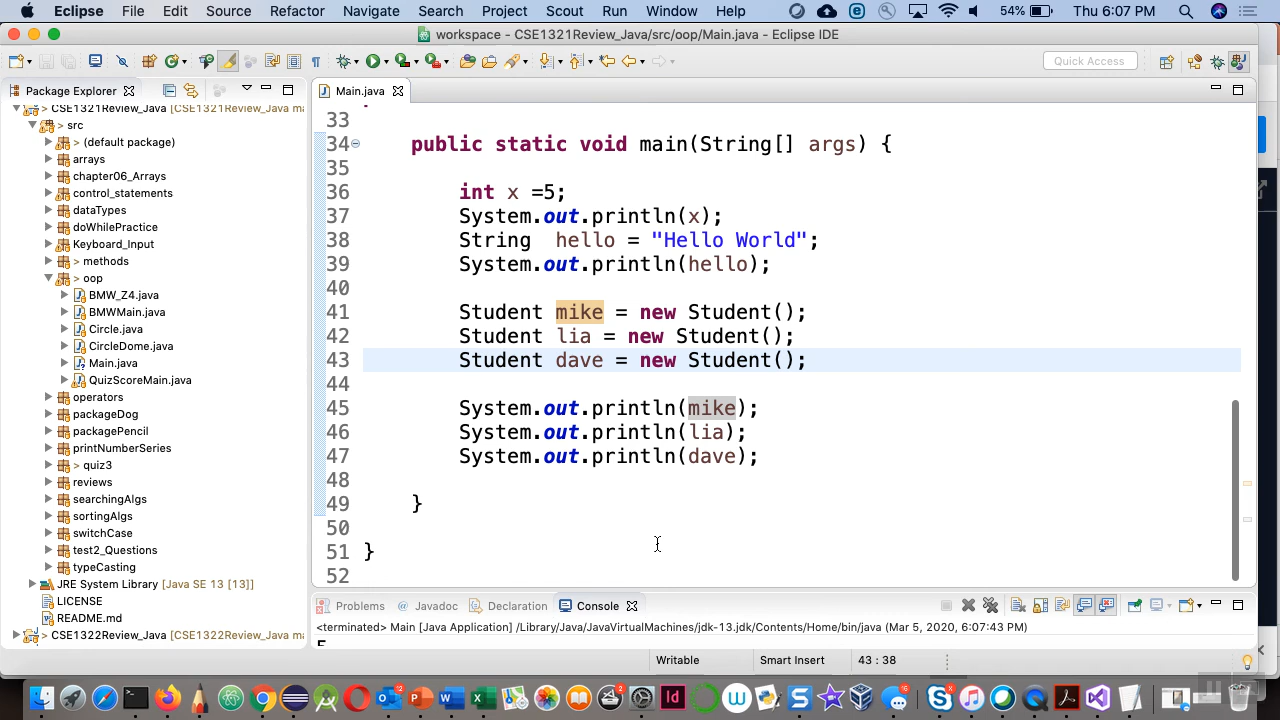 Eclipse File Edit Source Refactor Navigate Search Project Scout Run Window Help 54% Thu 6:07 PM
workspace - CSE1321Review_Java/src/oop/Main.java - Eclipse IDE
Quick Access
Package Explorer
Main.java
> CSE1321Review_Java [CSE1321Review_Java ma
> src
> (default package)
arrays
chapter06_Arrays
control_statements
dataTypes
doWhilePractice
Keyboard_Input
> methods
> oop
BMW_Z4.java
BMWMain.java
Circle.java
CircleDome.java
Main.java
QuizScoreMain.java
operators
packageDog
packagePencil
printNumberSeries
> quiz3
reviews
searchingAlgs
sortingAlgs
switchCase
test2_Questions
typeCasting
JRE System Library [Java SE 13 [13]]
LICENSE
README.md
> CSE1322Review_Java [CSE1322Review_Java
33
34 public static void main(String[] args) {
35
36 int x =5;
37 System.out.println(x);
38 String hello = "Hello World";
39 System.out.println(hello);
40
41 Student mike = new Student();
42 Student lia = new Student();
43 Student dave = new Student();
44
45 System.out.println(mike);
46 System.out.println(lia);
47 System.out.println(dave);
48
49 }
50
51 }
52
Problems Javadoc Declaration Console
<terminated> Main [Java Application] /Library/Java/JavaVirtualMachines/jdk-13.jdk/Contents/Home/bin/java (Mar 5, 2020, 6:07:43 PM)
Writable Smart Insert 43 : 38